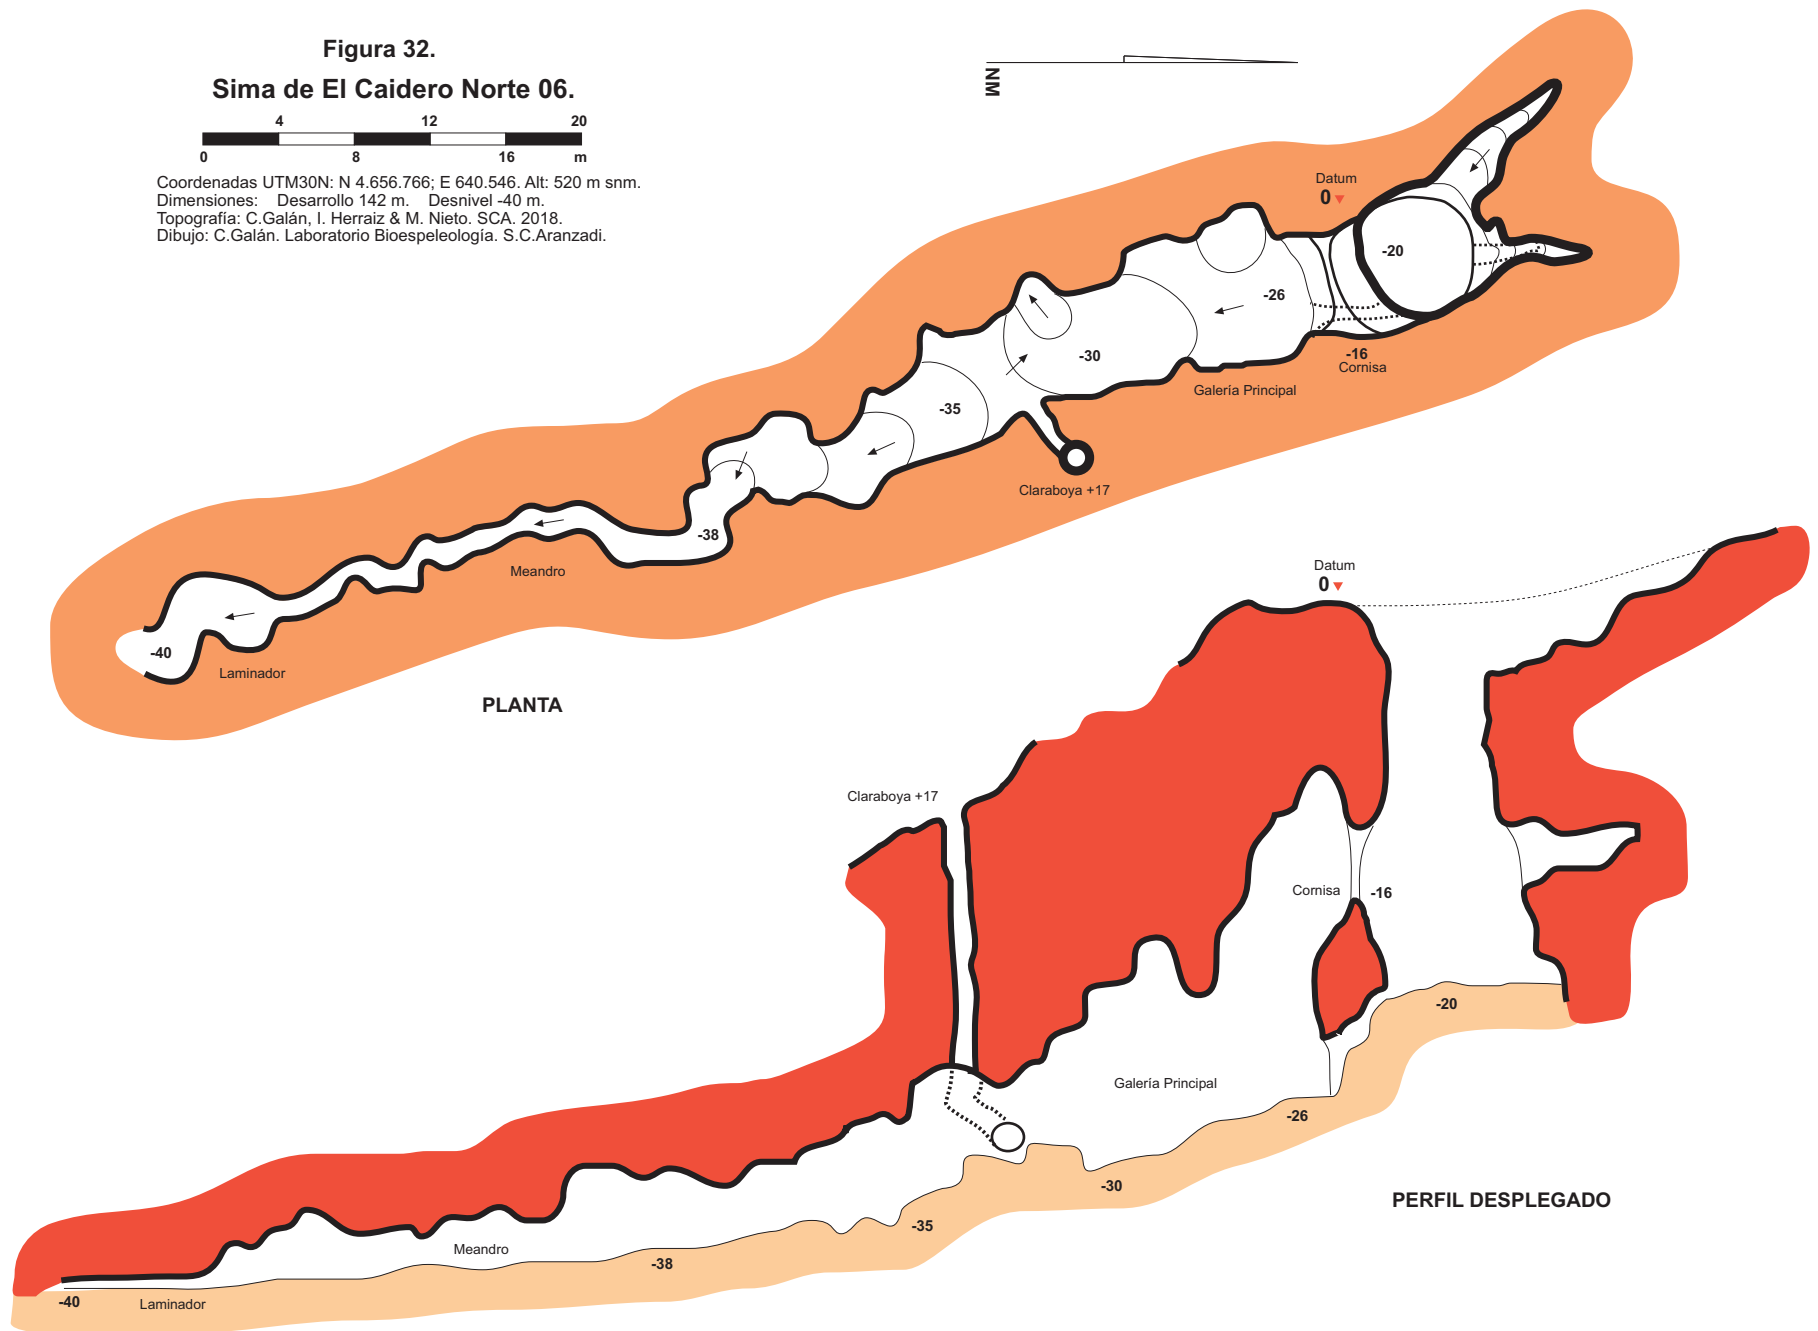 Figura 32.
Sima de El Caidero Norte 06.
4 12 20
0 8 16 m
Coordenadas UTM30N: N 4.656.766; E 640.546. Alt: 520 m snm.
Dimensiones: Desarrollo 142 m. Desnivel -40 m.
Topografía: C.Galán, I. Herraiz & M. Nieto. SCA. 2018.
Dibujo: C.Galán. Laboratorio Bioespeleología. S.C.Aranzadi.
NM
Datum
0
-20
-26
-16
Cornisa
-30
Galería Principal
-35
Claraboya +17
-38
Meandro
-40
Laminador
PLANTA
Datum
0
Claraboya +17
Cornisa
-16
-20
Galería Principal
-26
-30
PERFIL DESPLEGADO
-35
Meandro
-38
-40
Laminador